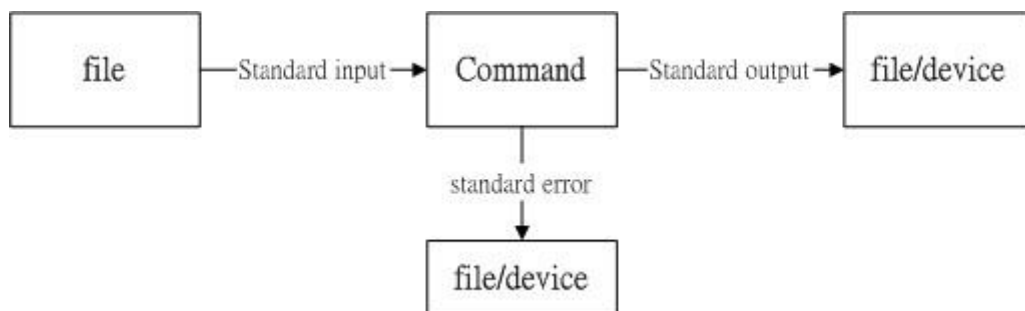 file
Standard input
Command
Standard output
file/device
standard error
file/device